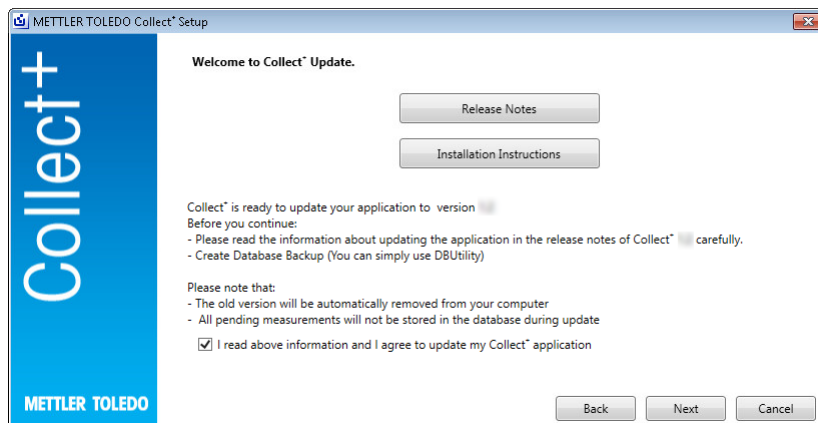 METTLER TOLEDO Collect⁺ Setup
Collect+
Welcome to Collect⁺ Update.
Release Notes
Installation Instructions
Collect⁺ is ready to update your application to version
Before you continue:
- Please read the information about updating the application in the release notes of Collect⁺ carefully.
- Create Database Backup (You can simply use DBUtility)
Please note that:
- The old version will be automatically removed from your computer
- All pending measurements will not be stored in the database during update
I read above information and I agree to update my Collect⁺ application
METTLER TOLEDO
Back
Next
Cancel